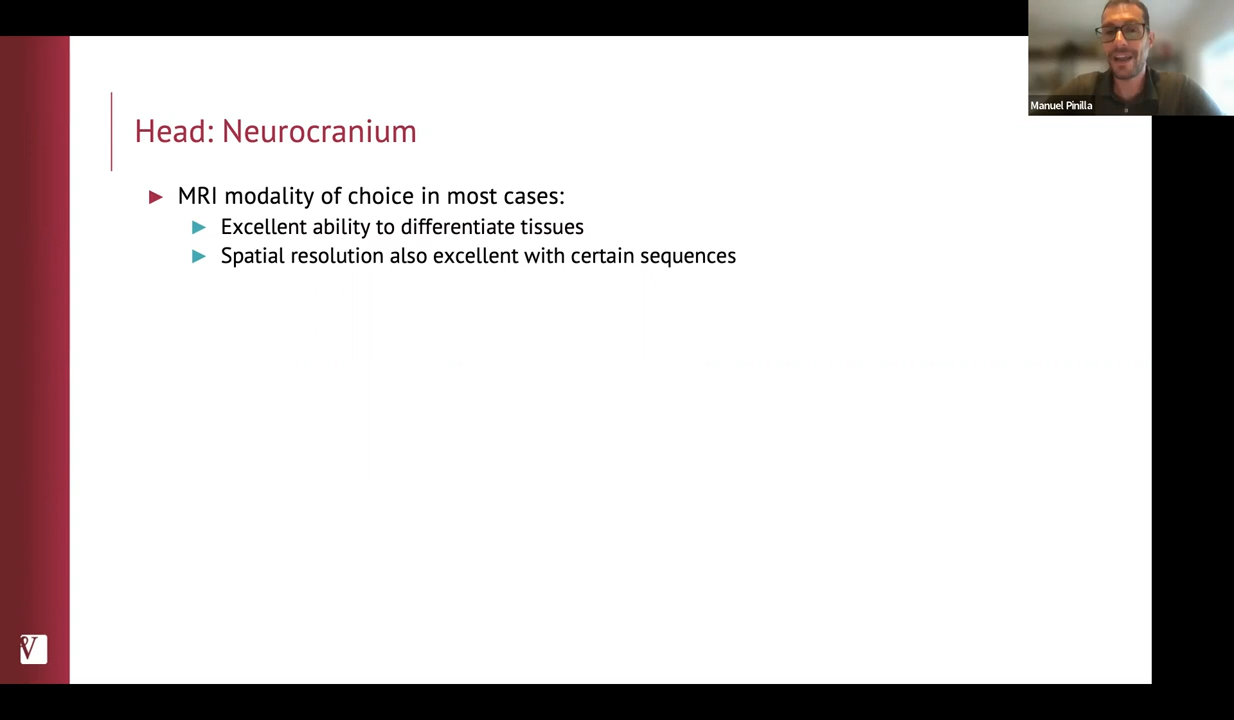 Manuel Pinilla
Head: Neurocranium
MRI modality of choice in most cases:
Excellent ability to differentiate tissues
Spatial resolution also excellent with certain sequences
V